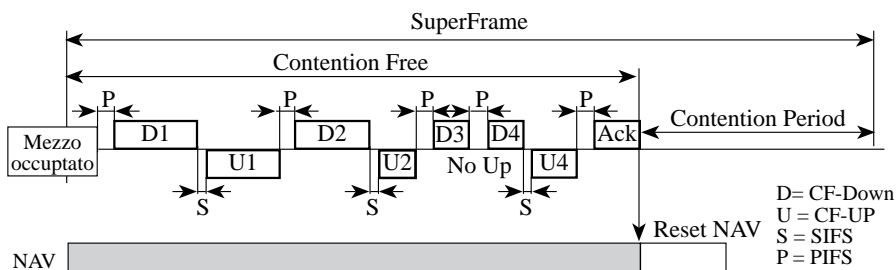 SuperFrame
Contention Free
P
P
P
P
P
Contention Period
D1
D2
D3
D4
Ack
Mezzo
occuptato
U1
U2
No Up
U4
S
S
S
D= CF-Down
U = CF-UP
S = SIFS
P = PIFS
Reset NAV
NAV